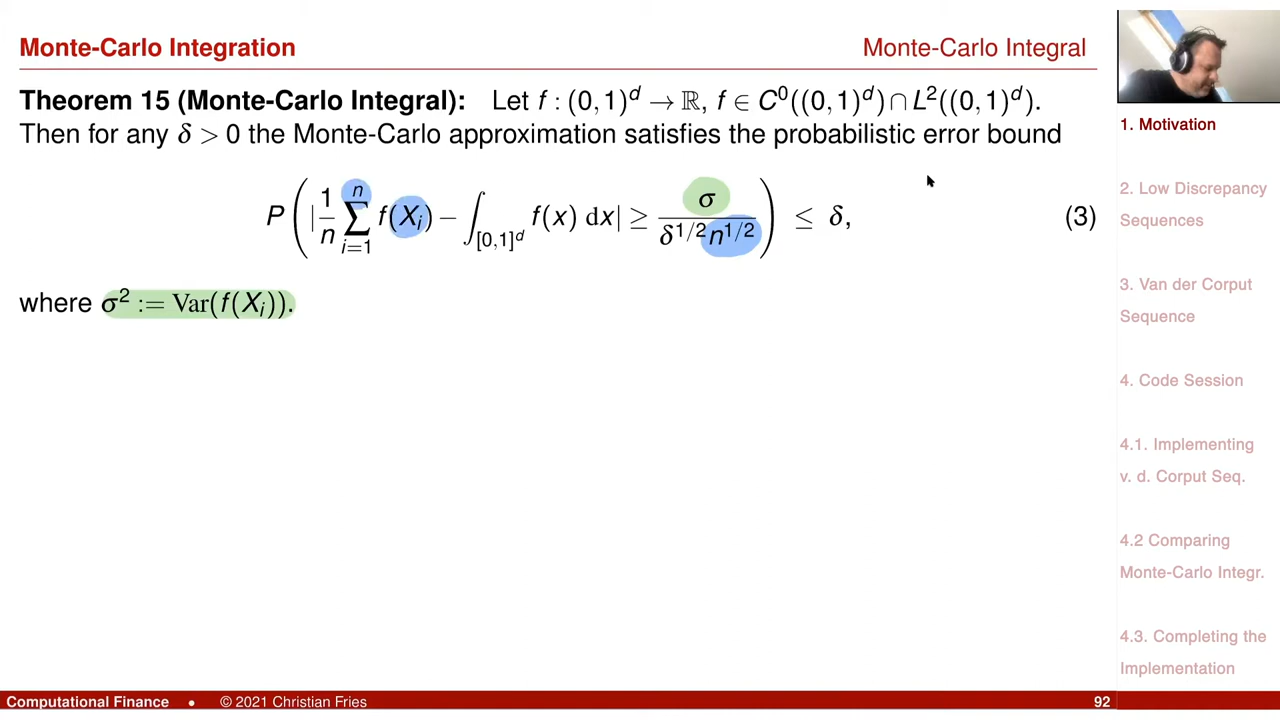 Monte-Carlo Integration
Monte-Carlo Integral
Theorem 15 (Monte-Carlo Integral): Let f : (0,1)^d → ℝ, f ∈ C^0((0,1)^d) ∩ L^2((0,1)^d).
Then for any δ > 0 the Monte-Carlo approximation satisfies the probabilistic error bound
P( | 1/n ∑_{i=1}^n f(X_i) − ∫_{[0,1]^d} f(x) dx| ≥ σ / (δ^{1/2} n^{1/2}) ) ≤ δ, (3)
where σ^2 := Var(f(X_i)).
1. Motivation
2. Low Discrepancy
Sequences
3. Van der Corput
Sequence
4. Code Session
4.1. Implementing
v. d. Corput Seq.
4.2 Comparing
Monte-Carlo Integr.
4.3. Completing the
Implementation
Computational Finance • © 2021 Christian Fries 92